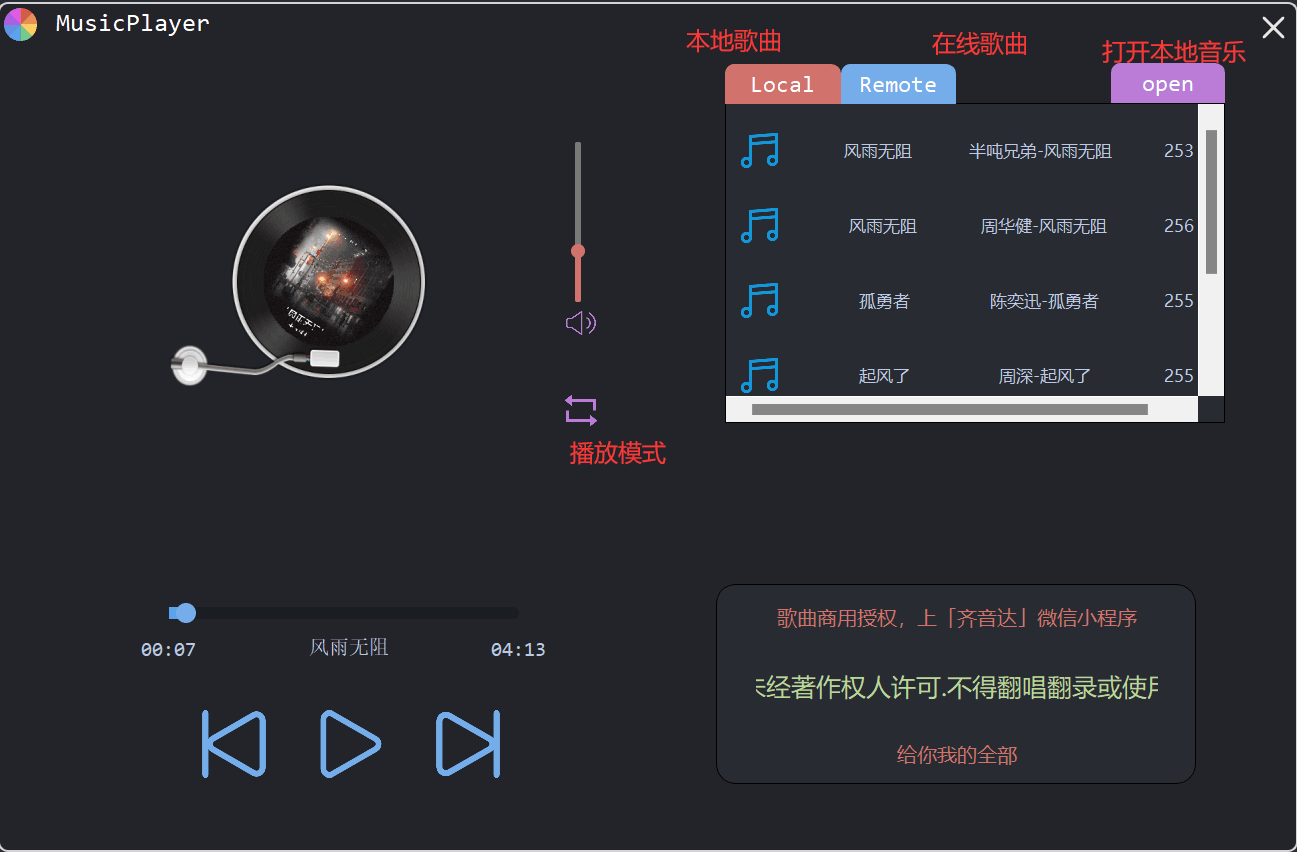 MusicPlayer
本地歌曲
在线歌曲
打开本地音乐
Local
Remote
open
风雨无阻 半吨兄弟-风雨无阻 253
风雨无阻 周华健-风雨无阻 256
孤勇者 陈奕迅-孤勇者 255
起风了 周深-起风了 255
播放模式
00:07
风雨无阻
04:13
歌曲商用授权，上「齐音达」微信小程序
经著作权人许可.不得翻唱翻录或使
给你我的全部